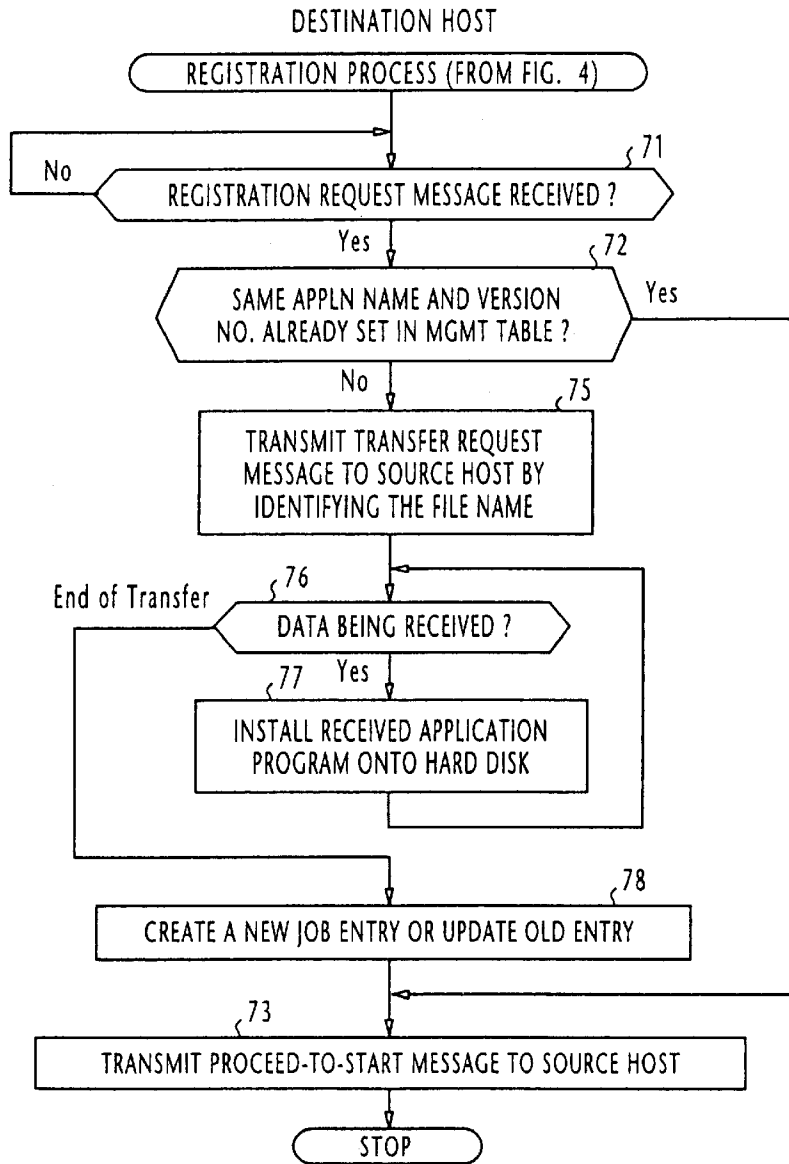 DESTINATION HOST
REGISTRATION PROCESS (FROM FIG. 4)
71
No
REGISTRATION REQUEST MESSAGE RECEIVED ?
Yes
72
SAME APPLN NAME AND VERSION
NO. ALREADY SET IN MGMT TABLE ?
Yes
No
75
TRANSMIT TRANSFER REQUEST
MESSAGE TO SOURCE HOST BY
IDENTIFYING THE FILE NAME
76
End of Transfer
DATA BEING RECEIVED ?
Yes
77
INSTALL RECEIVED APPLICATION
PROGRAM ONTO HARD DISK
78
CREATE A NEW JOB ENTRY OR UPDATE OLD ENTRY
73
TRANSMIT PROCEED-TO-START MESSAGE TO SOURCE HOST
STOP